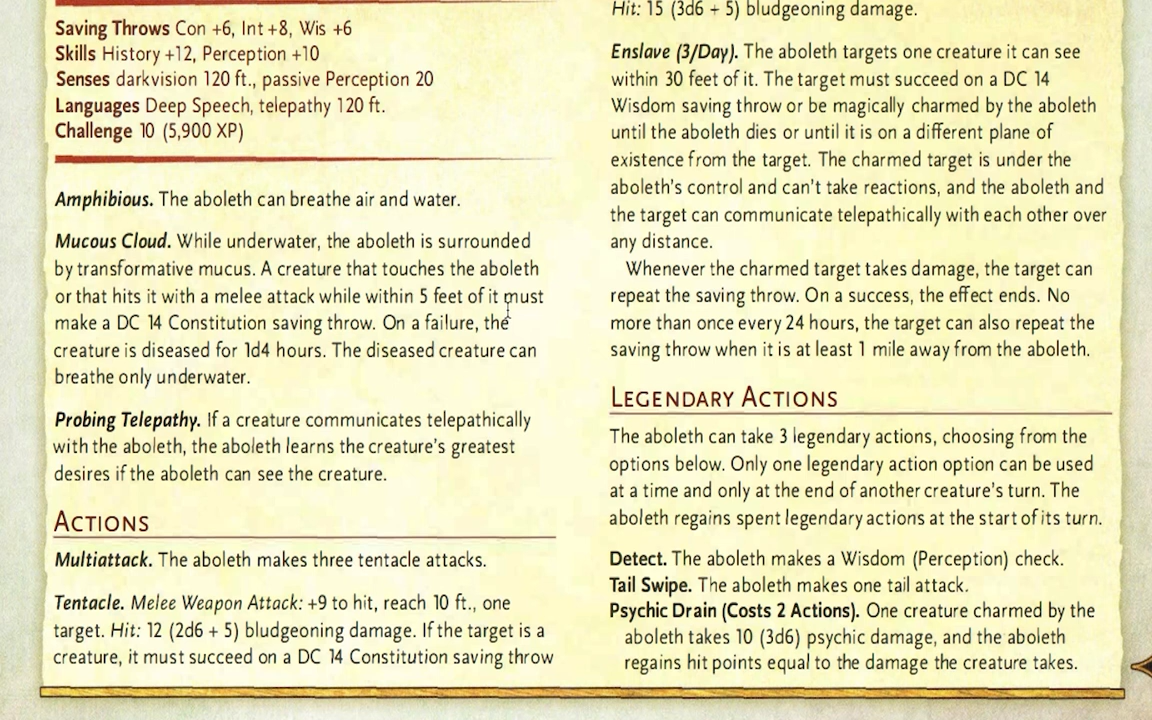 Saving Throws Con +6, Int +8, Wis +6
Skills History +12, Perception +10
Senses darkvision 120 ft., passive Perception 20
Languages Deep Speech, telepathy 120 ft.
Challenge 10 (5,900 XP)
Amphibious. The aboleth can breathe air and water.
Mucous Cloud. While underwater, the aboleth is surrounded
by transformative mucus. A creature that touches the aboleth
or that hits it with a melee attack while within 5 feet of it must
make a DC 14 Constitution saving throw. On a failure, the
creature is diseased for 1d4 hours. The diseased creature can
breathe only underwater.
Probing Telepathy. If a creature communicates telepathically
with the aboleth, the aboleth learns the creature's greatest
desires if the aboleth can see the creature.
Actions
Multiattack. The aboleth makes three tentacle attacks.
Tentacle. Melee Weapon Attack: +9 to hit, reach 10 ft., one
target. Hit: 12 (2d6 + 5) bludgeoning damage. If the target is a
creature, it must succeed on a DC 14 Constitution saving throw
Hit: 15 (3d6 + 5) bludgeoning damage.
Enslave (3/Day). The aboleth targets one creature it can see
within 30 feet of it. The target must succeed on a DC 14
Wisdom saving throw or be magically charmed by the aboleth
until the aboleth dies or until it is on a different plane of
existence from the target. The charmed target is under the
aboleth's control and can't take reactions, and the aboleth and
the target can communicate telepathically with each other over
any distance.
Whenever the charmed target takes damage, the target can
repeat the saving throw. On a success, the effect ends. No
more than once every 24 hours, the target can also repeat the
saving throw when it is at least 1 mile away from the aboleth.
Legendary Actions
The aboleth can take 3 legendary actions, choosing from the
options below. Only one legendary action option can be used
at a time and only at the end of another creature's turn. The
aboleth regains spent legendary actions at the start of its turn.
Detect. The aboleth makes a Wisdom (Perception) check.
Tail Swipe. The aboleth makes one tail attack.
Psychic Drain (Costs 2 Actions). One creature charmed by the
aboleth takes 10 (3d6) psychic damage, and the aboleth
regains hit points equal to the damage the creature takes.